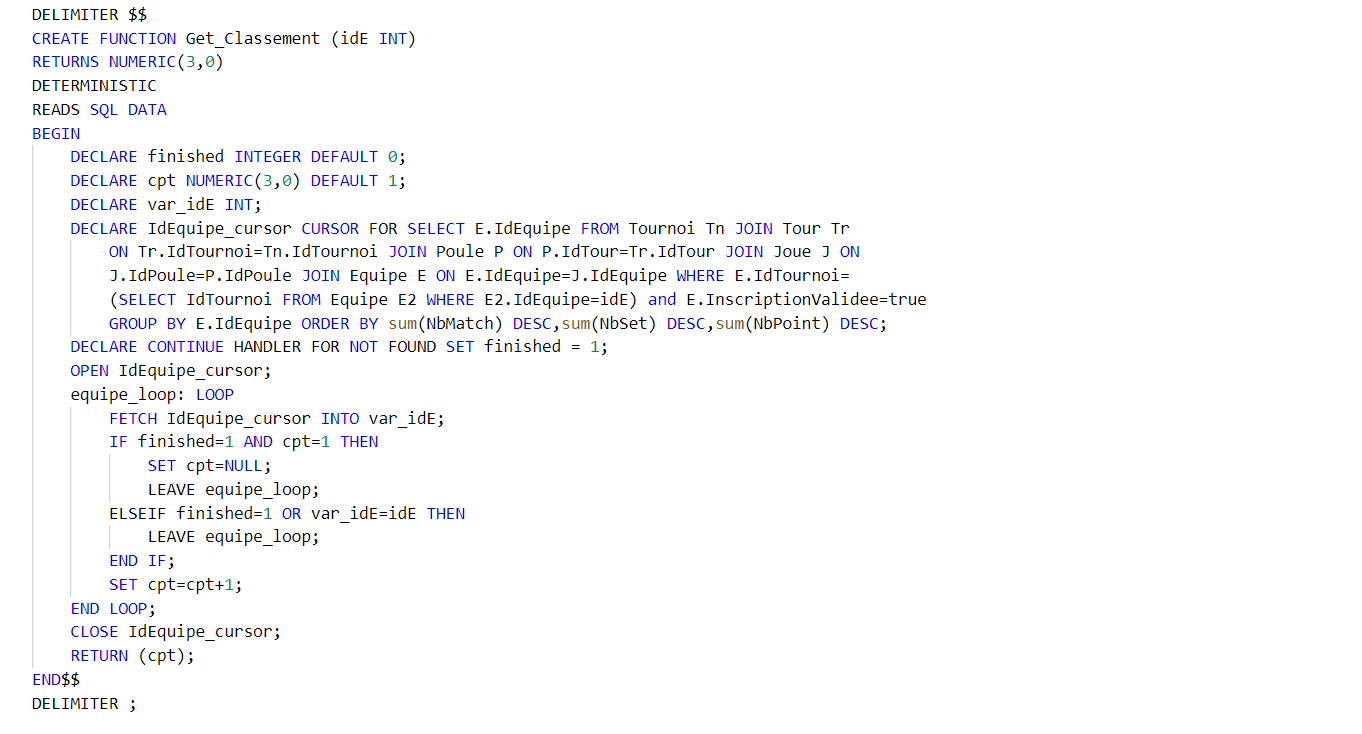 DELIMITER $$
CREATE FUNCTION Get_Classement (idE INT)
RETURNS NUMERIC(3,0)
DETERMINISTIC
READS SQL DATA
BEGIN
    DECLARE finished INTEGER DEFAULT 0;
    DECLARE cpt NUMERIC(3,0) DEFAULT 1;
    DECLARE var_idE INT;
    DECLARE IdEquipe_cursor CURSOR FOR SELECT E.IdEquipe FROM Tournoi Tn JOIN Tour Tr
        ON Tr.IdTournoi=Tn.IdTournoi JOIN Poule P ON P.IdTour=Tr.IdTour JOIN Joue J ON
        J.IdPoule=P.IdPoule JOIN Equipe E ON E.IdEquipe=J.IdEquipe WHERE E.IdTournoi=
        (SELECT IdTournoi FROM Equipe E2 WHERE E2.IdEquipe=idE) and E.InscriptionValidee=true
        GROUP BY E.IdEquipe ORDER BY sum(NbMatch) DESC,sum(NbSet) DESC,sum(NbPoint) DESC;
    DECLARE CONTINUE HANDLER FOR NOT FOUND SET finished = 1;
    OPEN IdEquipe_cursor;
    equipe_loop: LOOP
        FETCH IdEquipe_cursor INTO var_idE;
        IF finished=1 AND cpt=1 THEN
            SET cpt=NULL;
            LEAVE equipe_loop;
        ELSEIF finished=1 OR var_idE=idE THEN
            LEAVE equipe_loop;
        END IF;
        SET cpt=cpt+1;
    END LOOP;
    CLOSE IdEquipe_cursor;
    RETURN (cpt);
END$$
DELIMITER ;